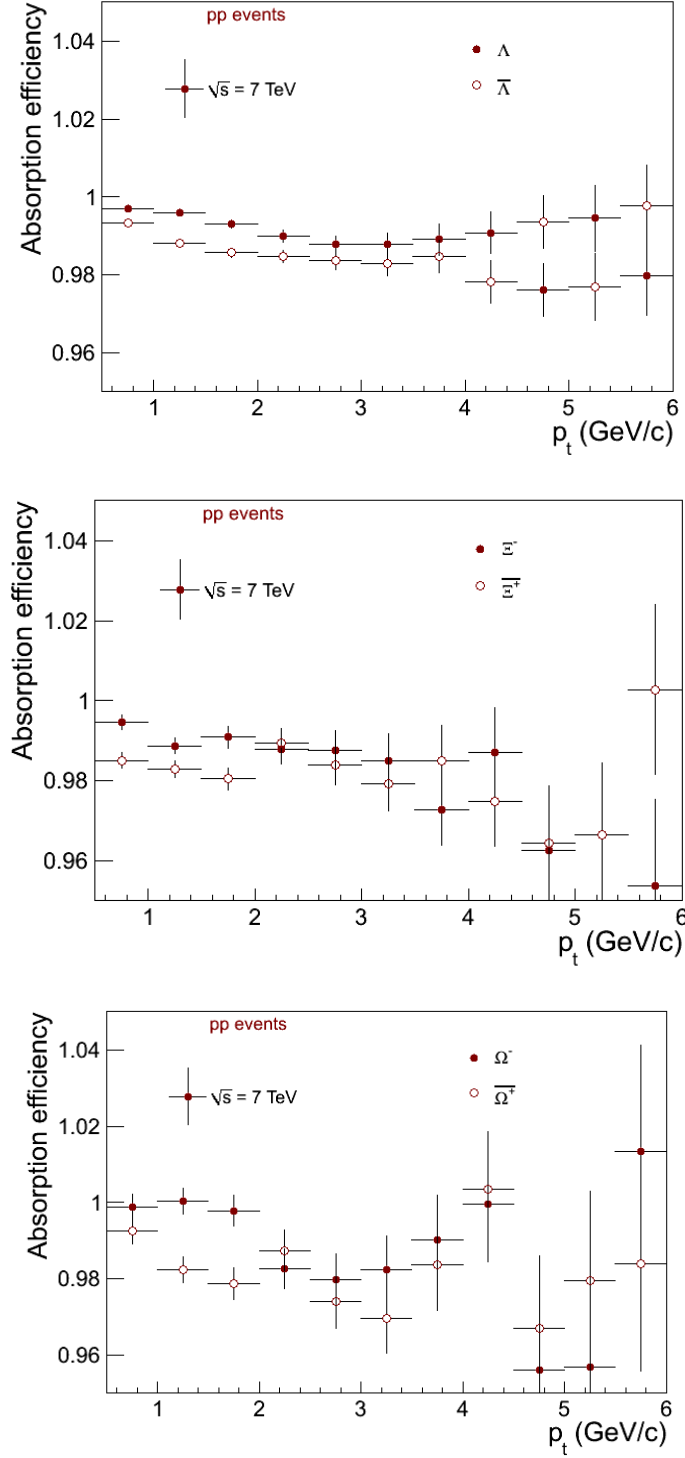 pp events
Λ
√s = 7 TeV
Λ̅
Absorption efficiency
1.04
1.02
1
0.98
0.96
1 2 3 4 5 6
p_t (GeV/c)
pp events
Ξ⁻
√s = 7 TeV
Ξ̅⁺
Absorption efficiency
1.04
1.02
1
0.98
0.96
1 2 3 4 5 6
p_t (GeV/c)
pp events
Ω⁻
√s = 7 TeV
Ω̅⁺
Absorption efficiency
1.04
1.02
1
0.98
0.96
1 2 3 4 5 6
p_t (GeV/c)